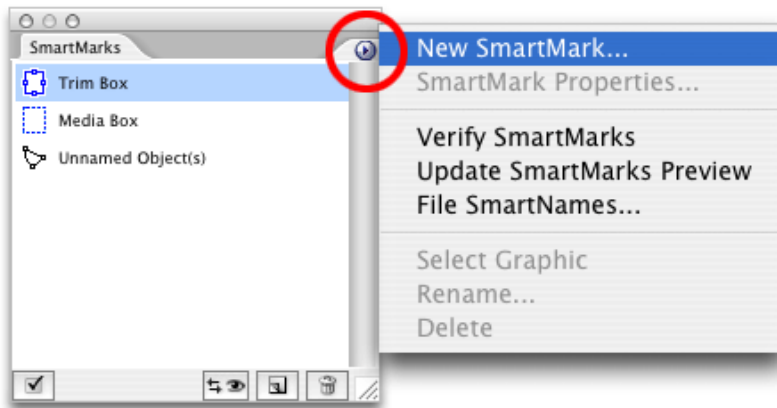 SmartMarks
Trim Box
Media Box
Unnamed Object(s)
New SmartMark...
SmartMark Properties...
Verify SmartMarks
Update SmartMarks Preview
File SmartNames...
Select Graphic
Rename...
Delete